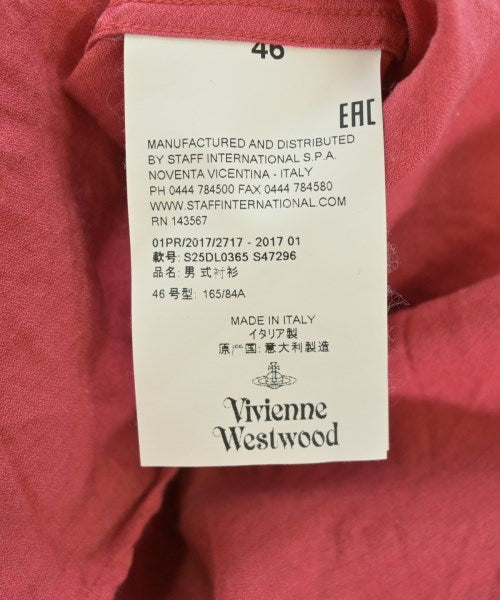 46
EAC
MANUFACTURED AND DISTRIBUTED
BY STAFF INTERNATIONAL S.P.A.
NOVENTA VICENTINA - ITALY
PH 0444 784500 FAX 0444 784580
WWW.STAFFINTERNATIONAL.COM
RN 143567
01PR/2017/2717 - 2017 01
款号: S25DL0365 S47296
品名: 男式衬衫
46 号型: 165/84A
MADE IN ITALY
イタリア製
原产国: 意大利製造
Vivienne
Westwood